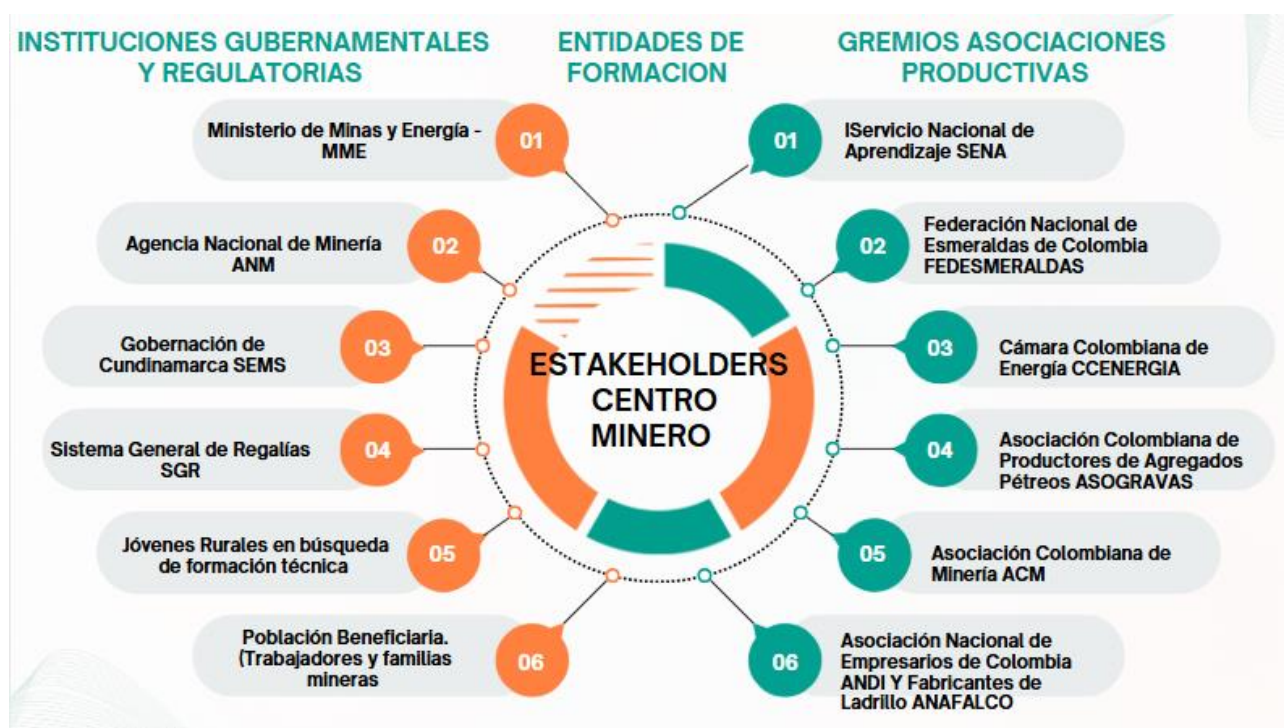 INSTITUCIONES GUBERNAMENTALES
Y REGULATORIAS
ENTIDADES DE
FORMACION
GREMIOS ASOCIACIONES
PRODUCTIVAS
Ministerio de Minas y Energía -
MME
01
Agencia Nacional de Minería
ANM
02
Gobernación de
Cundinamarca SEMS
03
Sistema General de Regalías
SGR
04
Jóvenes Rurales en búsqueda
de formación técnica
05
Población Beneficiaria.
(Trabajadores y familias
mineras
06
ESTAKEHOLDERS
CENTRO
MINERO
01
IServicio Nacional de
Aprendizaje SENA
02
Federación Nacional de
Esmeraldas de Colombia
FEDESMERALDAS
03
Cámara Colombiana de
Energía CCENERGIA
04
Asociación Colombiana de
Productores de Agregados
Pétreos ASOGRAVAS
05
Asociación Colombiana de
Minería ACM
06
Asociación Nacional de
Empresarios de Colombia
ANDI Y Fabricantes de
Ladrillo ANAFALCO